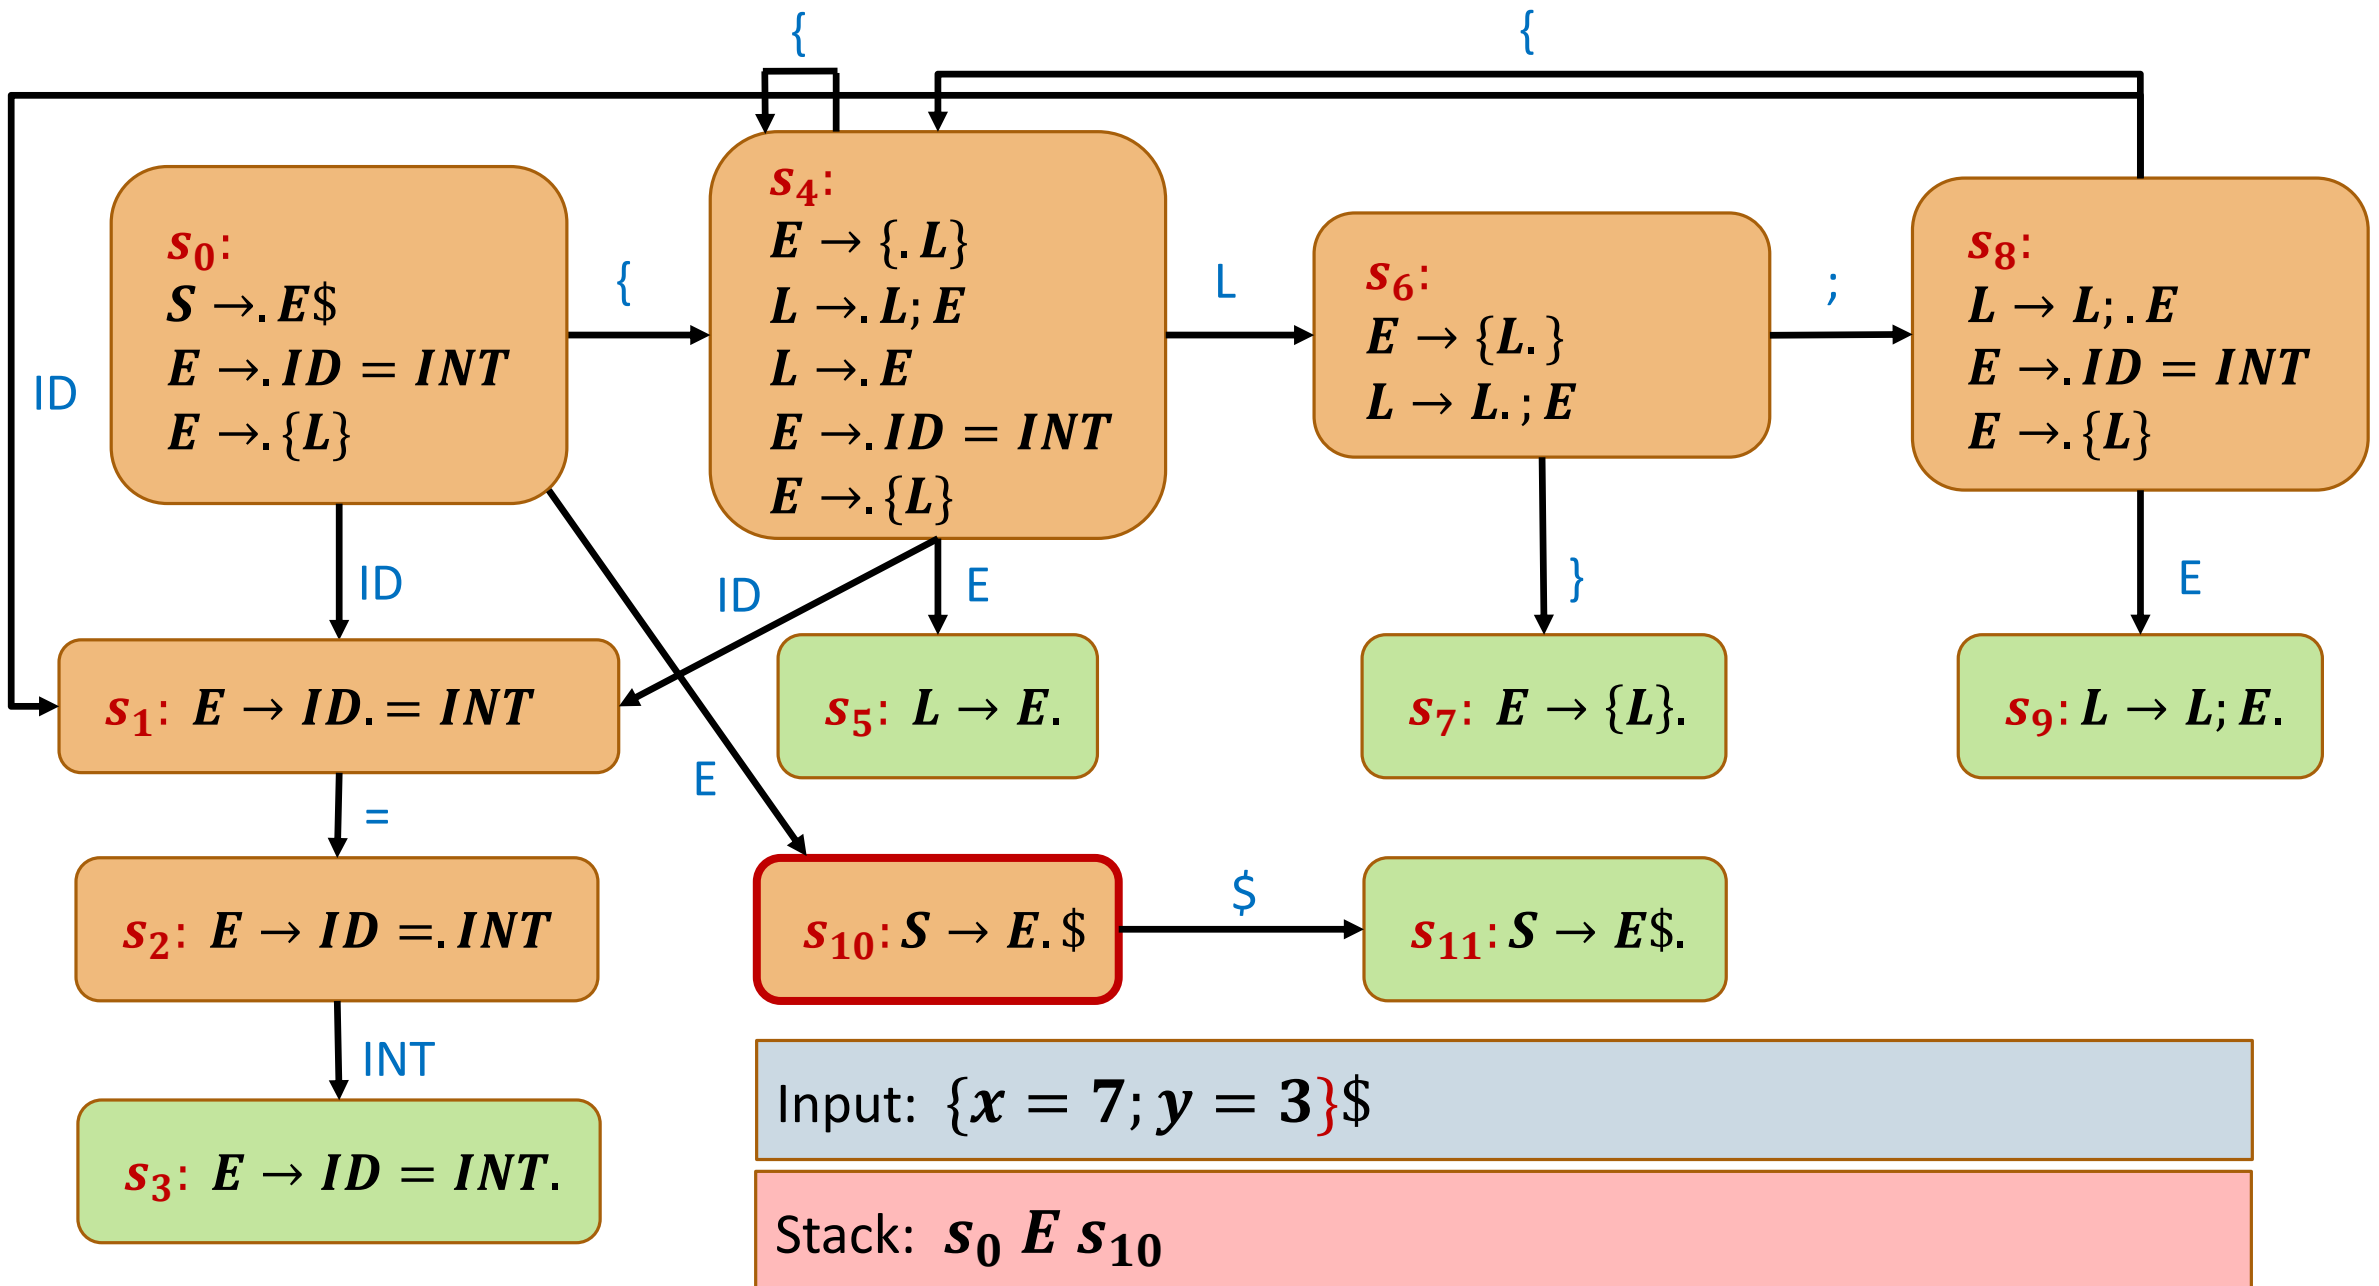 {
{
s₀:
S →. E$
E →. ID = INT
E →. {L}
{
s₄:
E → {. L}
L →. L; E
L →. E
E →. ID = INT
E →. {L}
L
s₆:
E → {L. }
L → L. ; E
;
s₈:
L → L; . E
E →. ID = INT
E →. {L}
ID
ID
ID
E
}
E
s₁: E → ID. = INT
s₅: L → E.
s₇: E → {L}.
s₉: L → L; E.
E
=
s₂: E → ID =. INT
s₁₀: S → E. $
$
s₁₁: S → E$.
INT
s₃: E → ID = INT.
Input: {x = 7; y = 3}$
Stack: s₀ E s₁₀